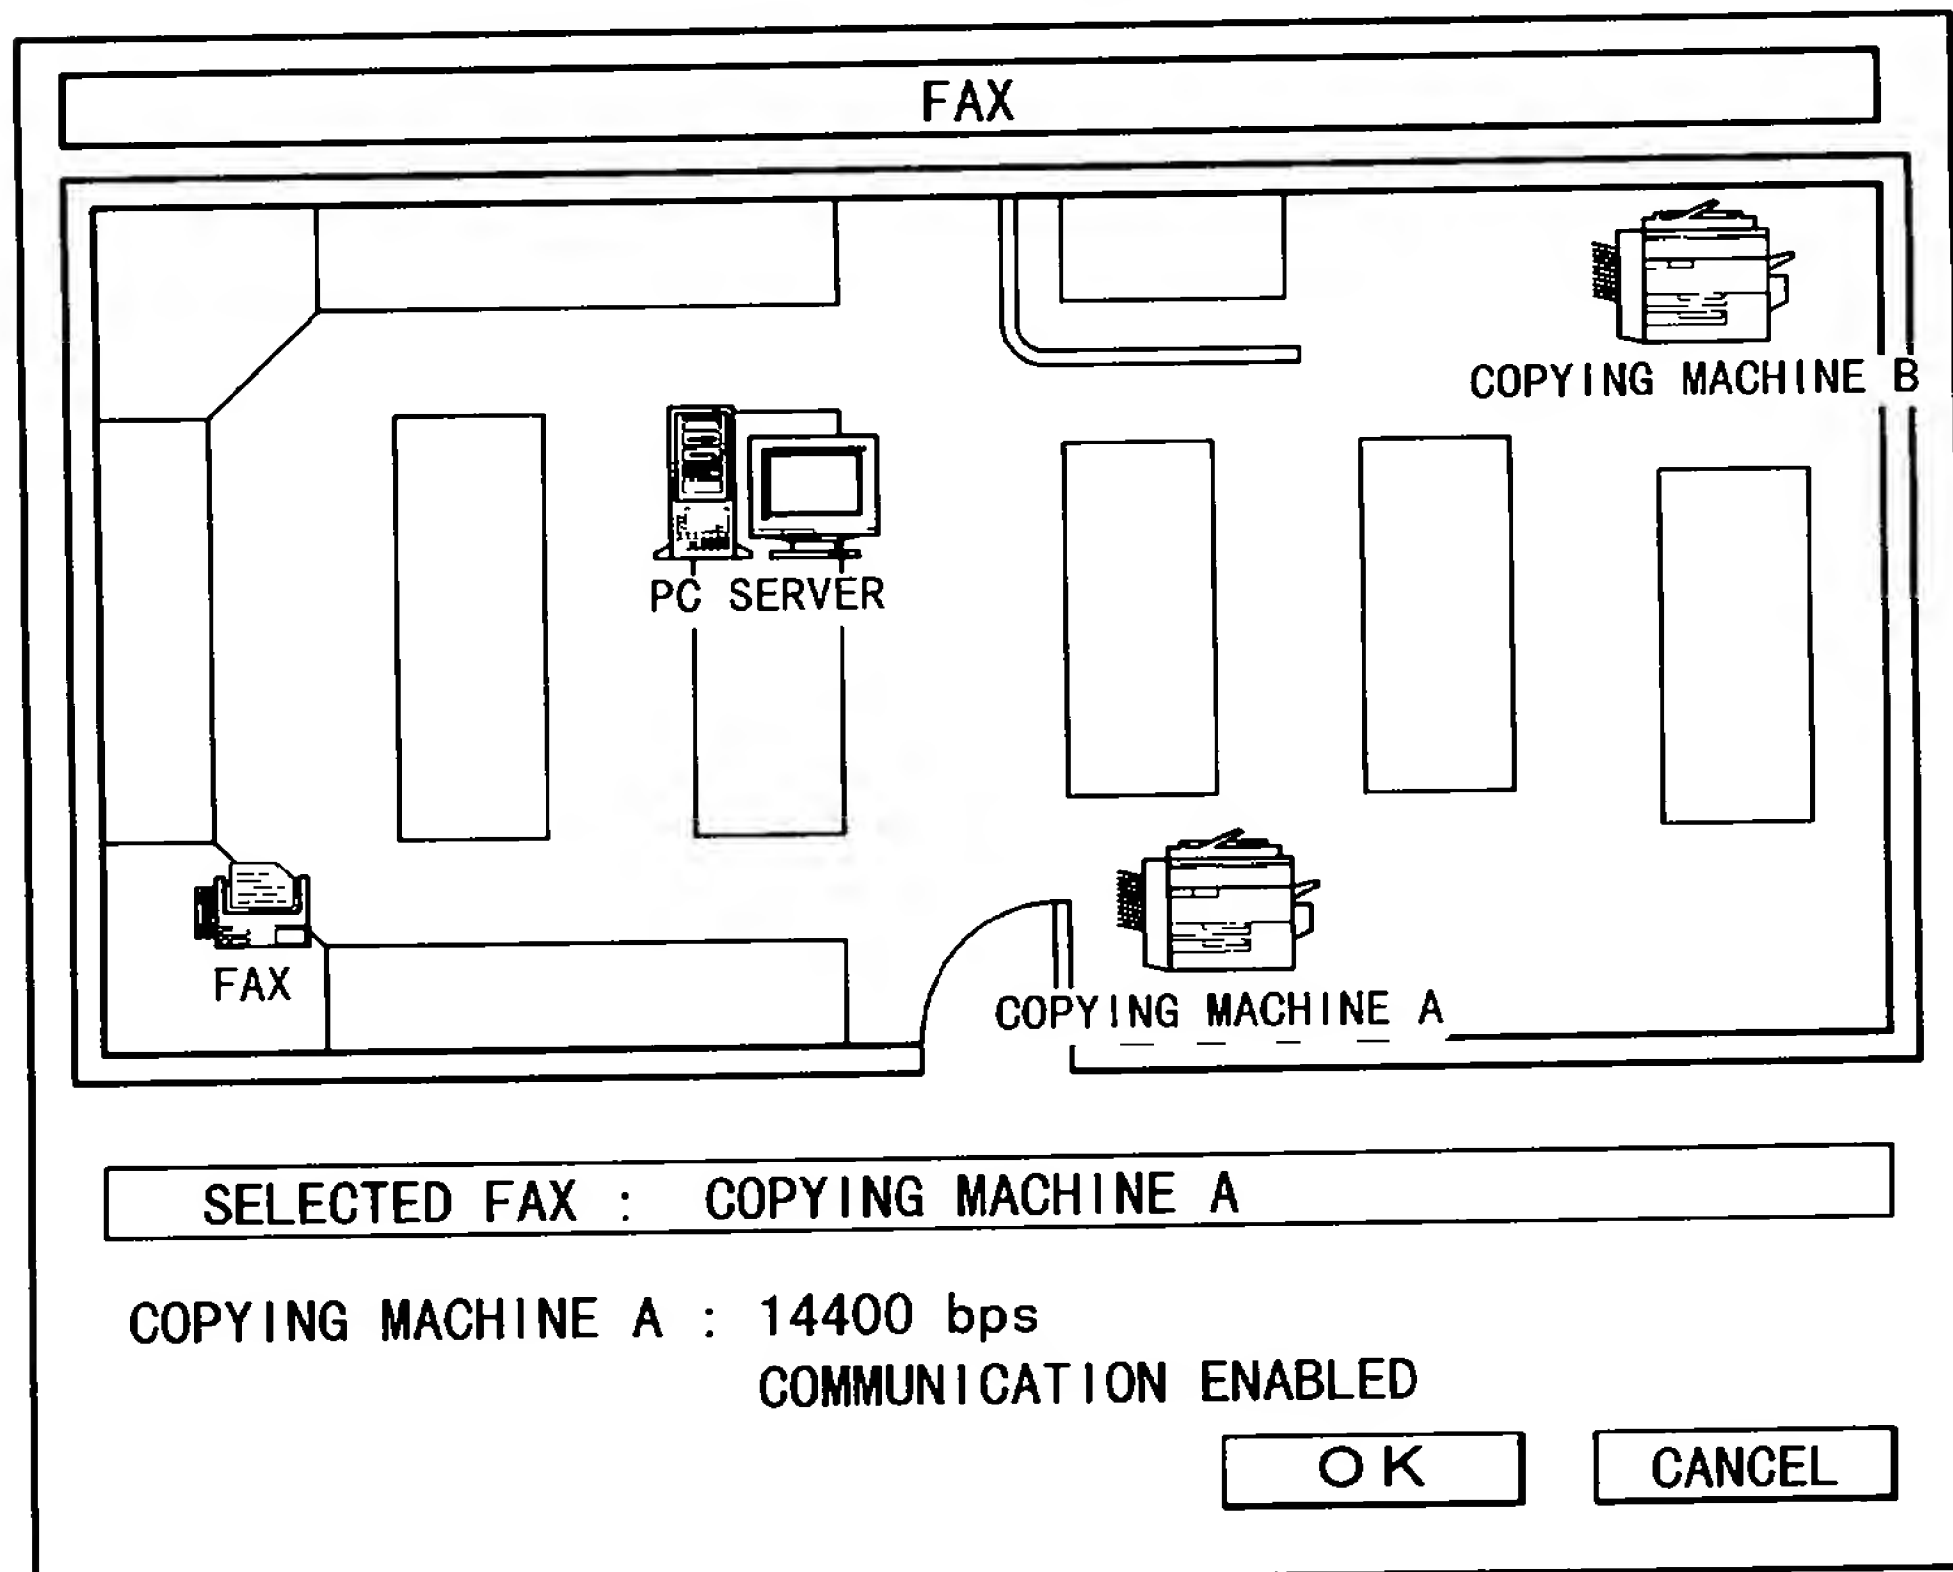 FAX
COPYING MACHINE B
PC SERVER
FAX
COPYING MACHINE A
SELECTED FAX : COPYING MACHINE A
COPYING MACHINE A : 14400 bps
COMMUNICATION ENABLED
OK
CANCEL